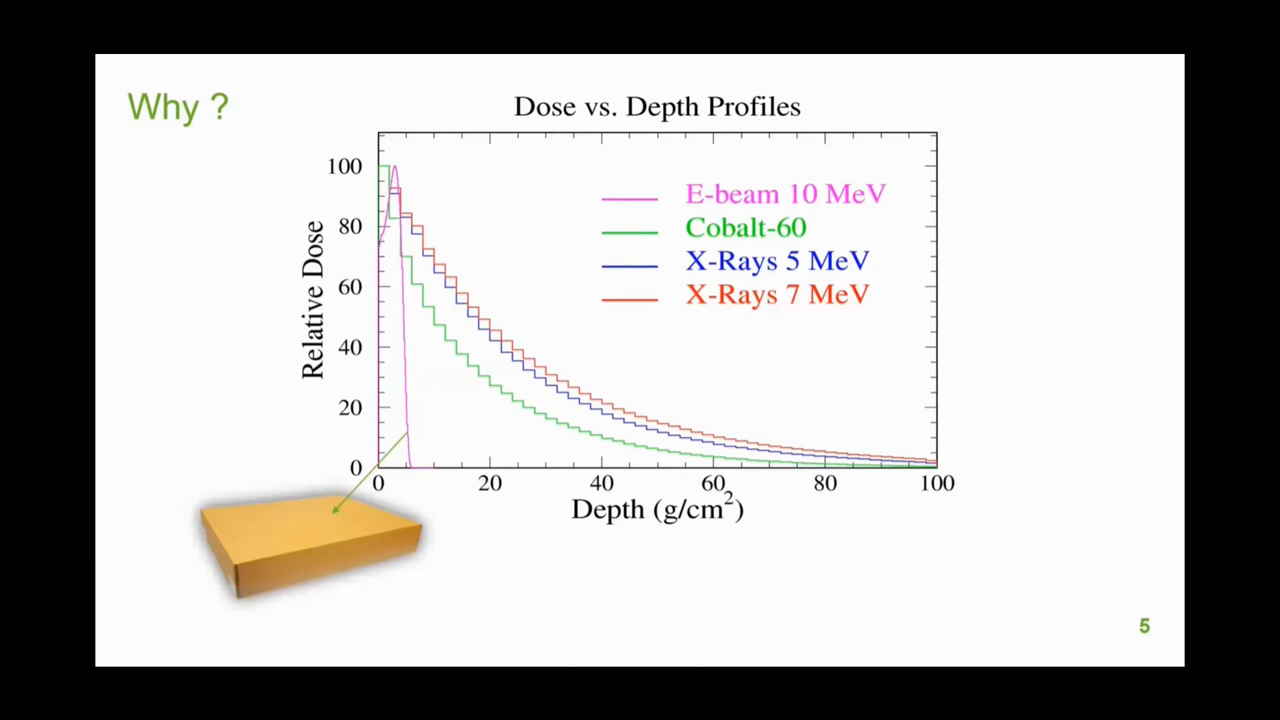 Why ?
Dose vs. Depth Profiles
100
80
60
40
20
0
Relative Dose
E-beam 10 MeV
Cobalt-60
X-Rays 5 MeV
X-Rays 7 MeV
0 20 40 60 80 100
Depth (g/cm²)
5